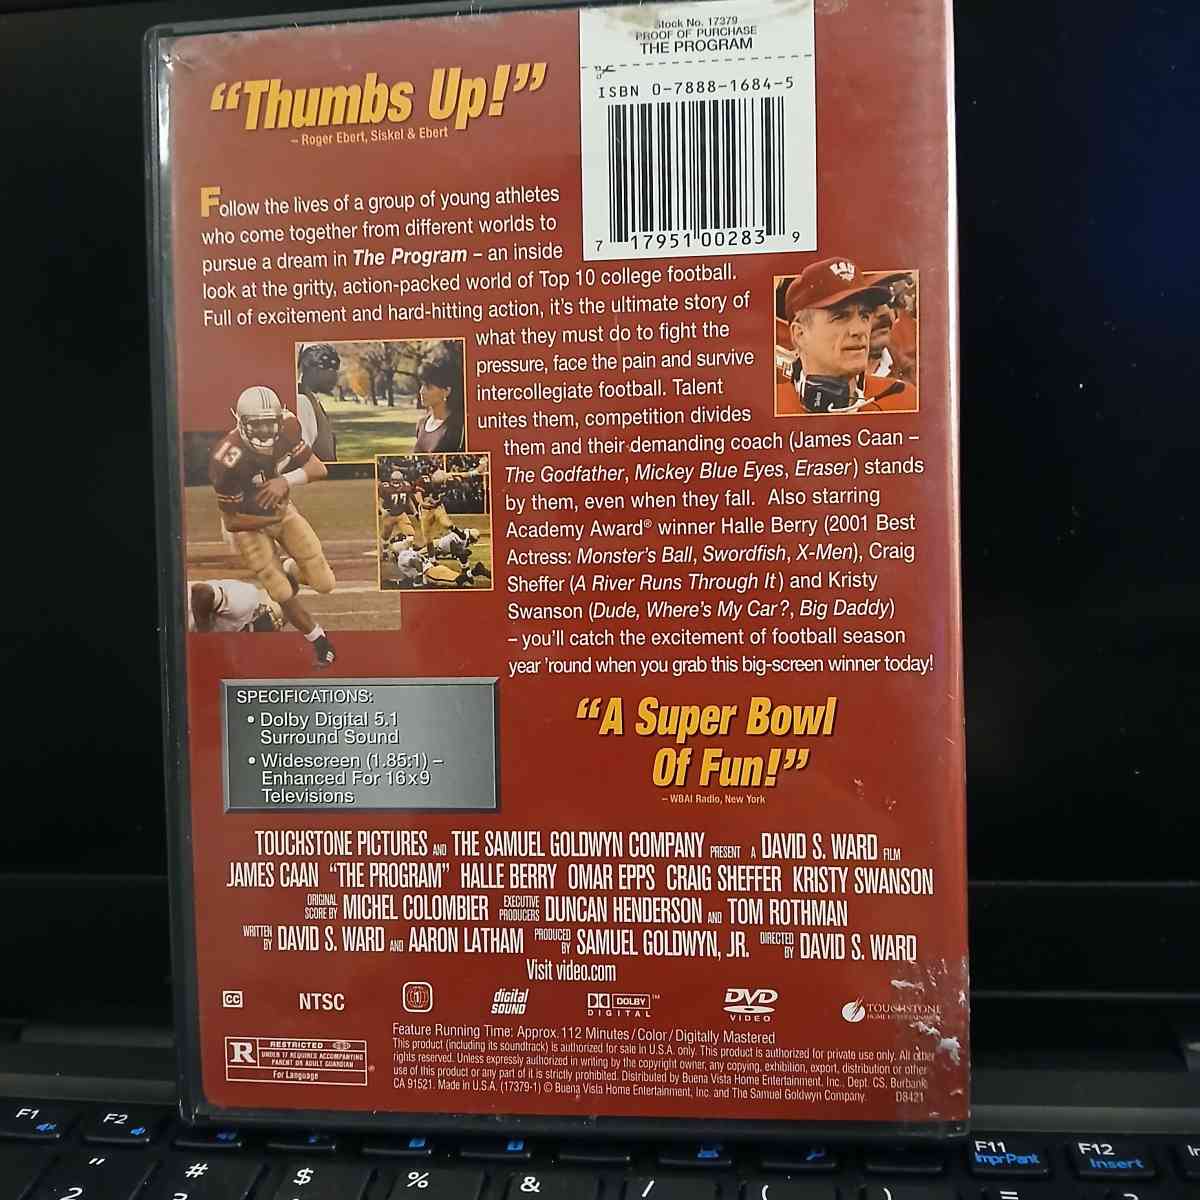 Stock No. 17379
PROOF OF PURCHASE
THE PROGRAM
ISBN 0-7888-1684-5
7 17951 00283 9
“Thumbs Up!”
– Roger Ebert, Siskel & Ebert
Follow the lives of a group of young athletes
who come together from different worlds to
pursue a dream in The Program – an inside
look at the gritty, action-packed world of Top 10 college football.
Full of excitement and hard-hitting action, it's the ultimate story of
what they must do to fight the
pressure, face the pain and survive
intercollegiate football. Talent
unites them, competition divides
them and their demanding coach (James Caan –
The Godfather, Mickey Blue Eyes, Eraser) stands
by them, even when they fall. Also starring
Academy Award® winner Halle Berry (2001 Best
Actress: Monster's Ball, Swordfish, X-Men), Craig
Sheffer (A River Runs Through It) and Kristy
Swanson (Dude, Where's My Car?, Big Daddy)
– you'll catch the excitement of football season
year 'round when you grab this big-screen winner today!
ESU
13
77
SPECIFICATIONS:
• Dolby Digital 5.1
Surround Sound
• Widescreen (1.85:1) –
Enhanced For 16x9
Televisions
“A Super Bowl
Of Fun!”
– WBAI Radio, New York
TOUCHSTONE PICTURES AND THE SAMUEL GOLDWYN COMPANY PRESENT A DAVID S. WARD FILM
JAMES CAAN “THE PROGRAM” HALLE BERRY OMAR EPPS CRAIG SHEFFER KRISTY SWANSON
ORIGINAL SCORE BY MICHEL COLOMBIER EXECUTIVE PRODUCERS DUNCAN HENDERSON AND TOM ROTHMAN
WRITTEN BY DAVID S. WARD AND AARON LATHAM PRODUCED BY SAMUEL GOLDWYN, JR. DIRECTED BY DAVID S. WARD
Visit video.com
CC NTSC 1 digital SOUND DOLBY DIGITAL ™ DVD VIDEO TOUCHSTONE HOME ENTERTAINMENT
R RESTRICTED
UNDER 17 REQUIRES ACCOMPANYING
PARENT OR ADULT GUARDIAN
For Language
®
Feature Running Time: Approx. 112 Minutes / Color / Digitally Mastered
This product (including its soundtrack) is authorized for sale in U.S.A. only. This product is authorized for private use only. All other
rights reserved. Unless expressly authorized in writing by the copyright owner, any copying, exhibition, export, distribution or other
use of this product or any part of it is strictly prohibited. Distributed by Buena Vista Home Entertainment, Inc., Dept. CS, Burbank,
CA 91521. Made in U.S.A. (17379-1) © Buena Vista Home Entertainment, Inc. and The Samuel Goldwyn Company. D8421
F1 F2 F11 ImprPant F12 Insert
" # $ % & / ( )
2 3